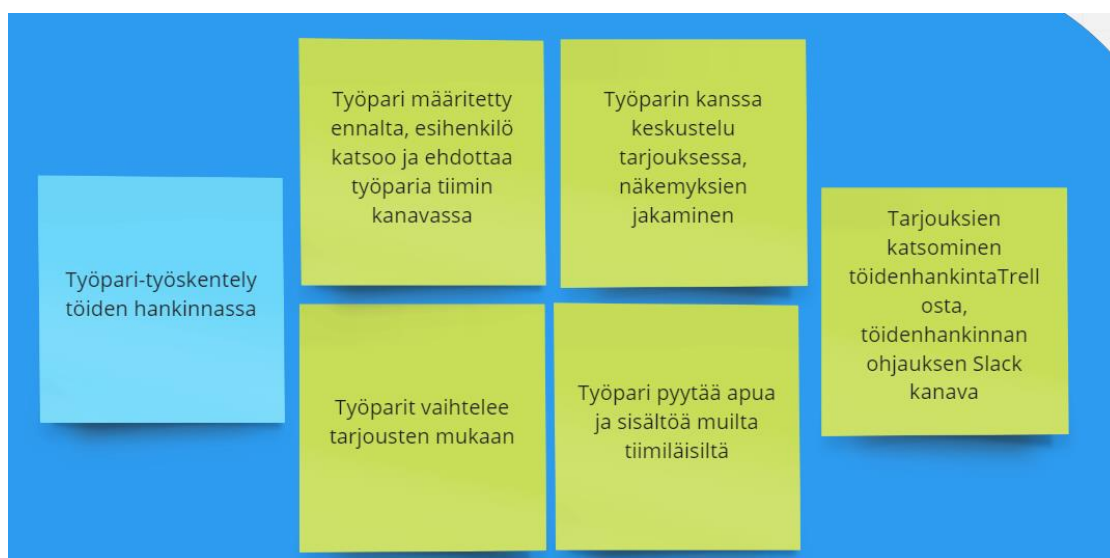 Työpari-työskentely
töiden hankinnassa
Työpari määritetty
ennalta, esihenkilö
katsoo ja ehdottaa
työparia tiimin
kanavassa
Työparin kanssa
keskustelu
tarjouksessa,
näkemyksien
jakaminen
Työparit vaihtelee
tarjousten mukaan
Työpari pyytää apua
ja sisältöä muilta
tiimiläisiltä
Tarjouksien
katsominen
töidenhankintaTrell
osta,
töidenhankinnan
ohjauksen Slack
kanava